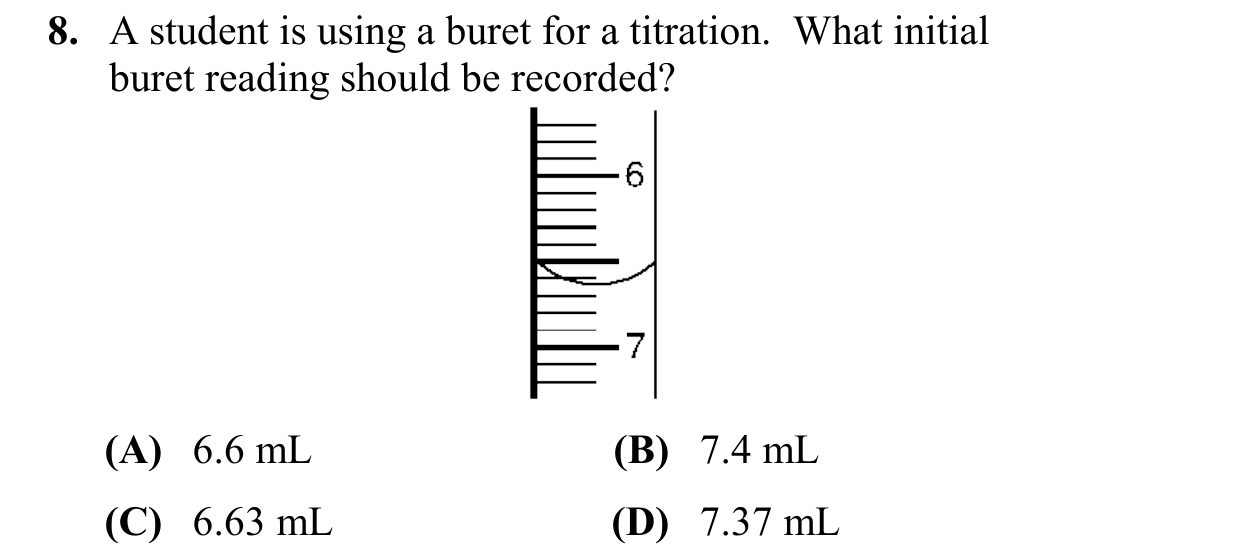 8. A student is using a buret for a titration. What initial
buret reading should be recorded?
6
7
(A) 6.6 mL (B) 7.4 mL
(C) 6.63 mL (D) 7.37 mL